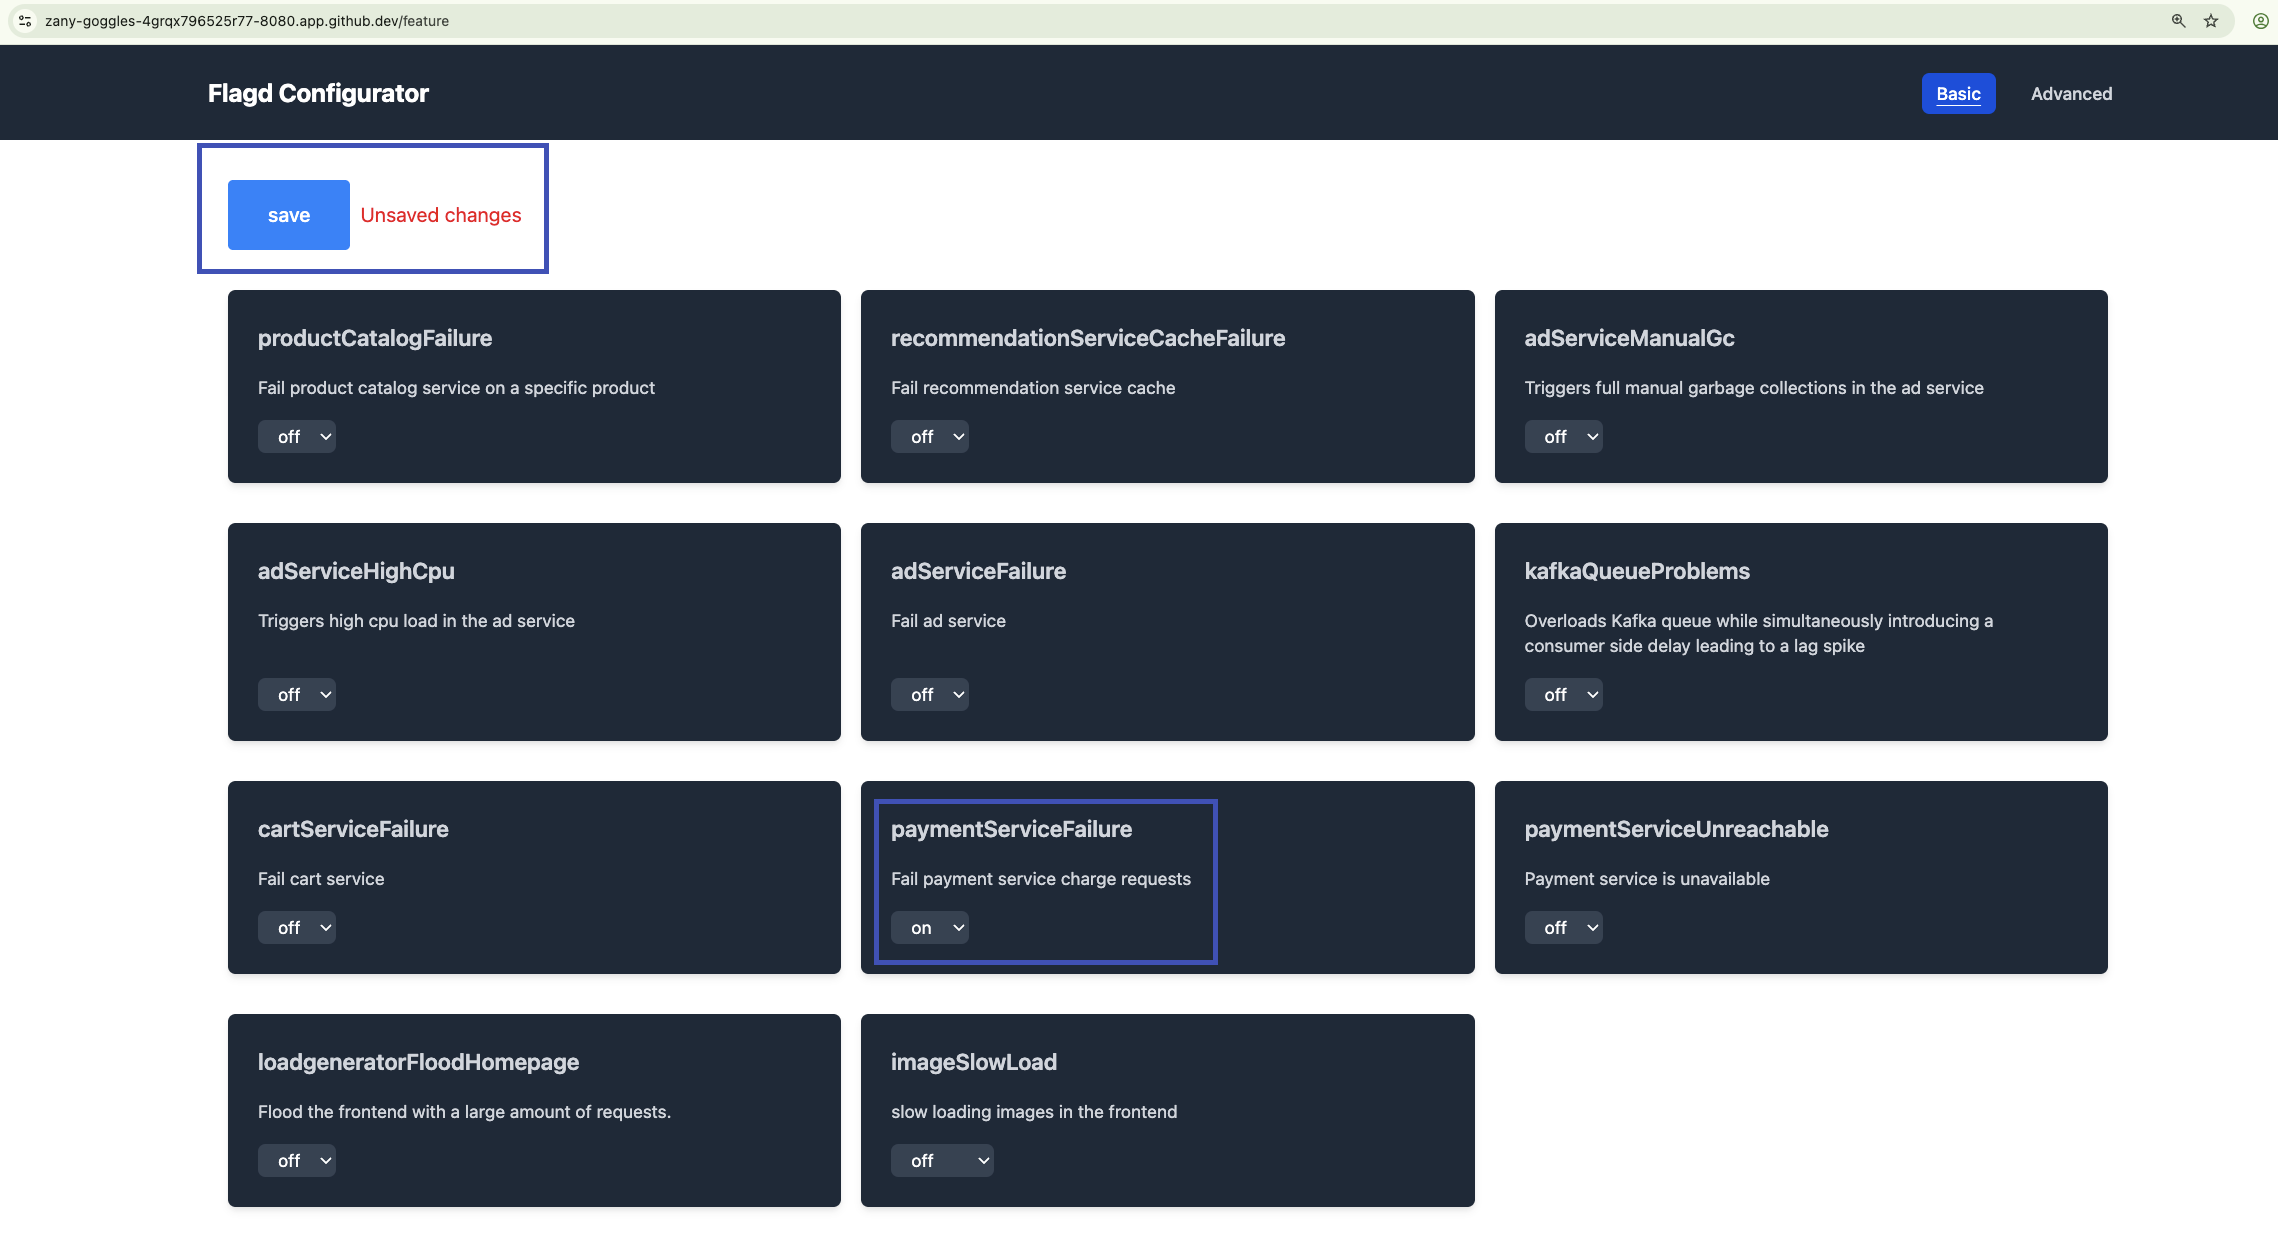 zany-goggles-4grqx796525r77-8080.app.github.dev/feature
Flagd Configurator
Basic
Advanced
save
Unsaved changes
productCatalogFailure
Fail product catalog service on a specific product
off
recommendationServiceCacheFailure
Fail recommendation service cache
off
adServiceManualGc
Triggers full manual garbage collections in the ad service
off
adServiceHighCpu
Triggers high cpu load in the ad service
off
adServiceFailure
Fail ad service
off
kafkaQueueProblems
Overloads Kafka queue while simultaneously introducing a
consumer side delay leading to a lag spike
off
cartServiceFailure
Fail cart service
off
paymentServiceFailure
Fail payment service charge requests
on
paymentServiceUnreachable
Payment service is unavailable
off
loadgeneratorFloodHomepage
Flood the frontend with a large amount of requests.
off
imageSlowLoad
slow loading images in the frontend
off